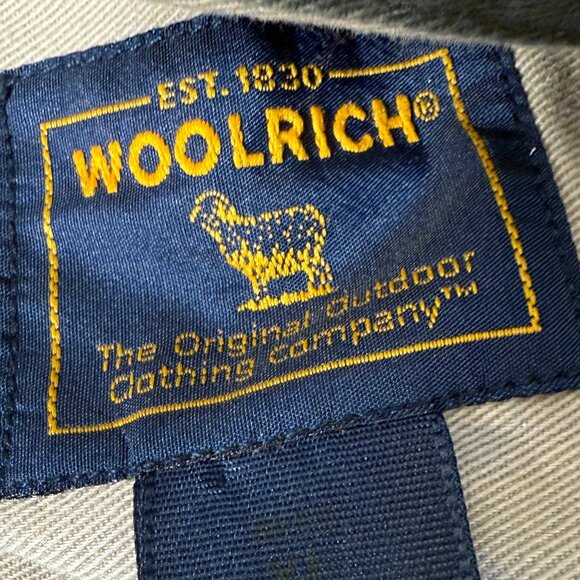 EST. 1830
WOOLRICH®
The Original Outdoor
Clothing Company™